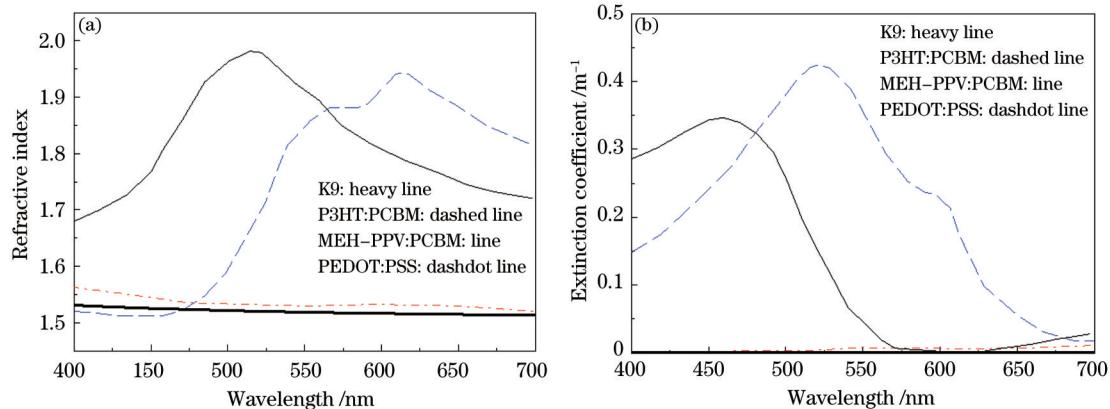 (a)
2.0
1.9
1.8
1.7
1.6
1.5
Refractive index
K9: heavy line
P3HT:PCBM: dashed line
MEH-PPV:PCBM: line
PEDOT:PSS: dashdot line
400 150 500 550 600 650 700
Wavelength /nm
(b)
0.5
0.4
0.3
0.2
0.1
0
Extinction coefficient /m⁻¹
K9: heavy line
P3HT:PCBM: dashed line
MEH-PPV:PCBM: line
PEDOT:PSS: dashdot line
400 450 500 550 600 650 700
Wavelength /nm